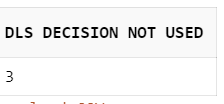 DLS DECISION NOT USED
3